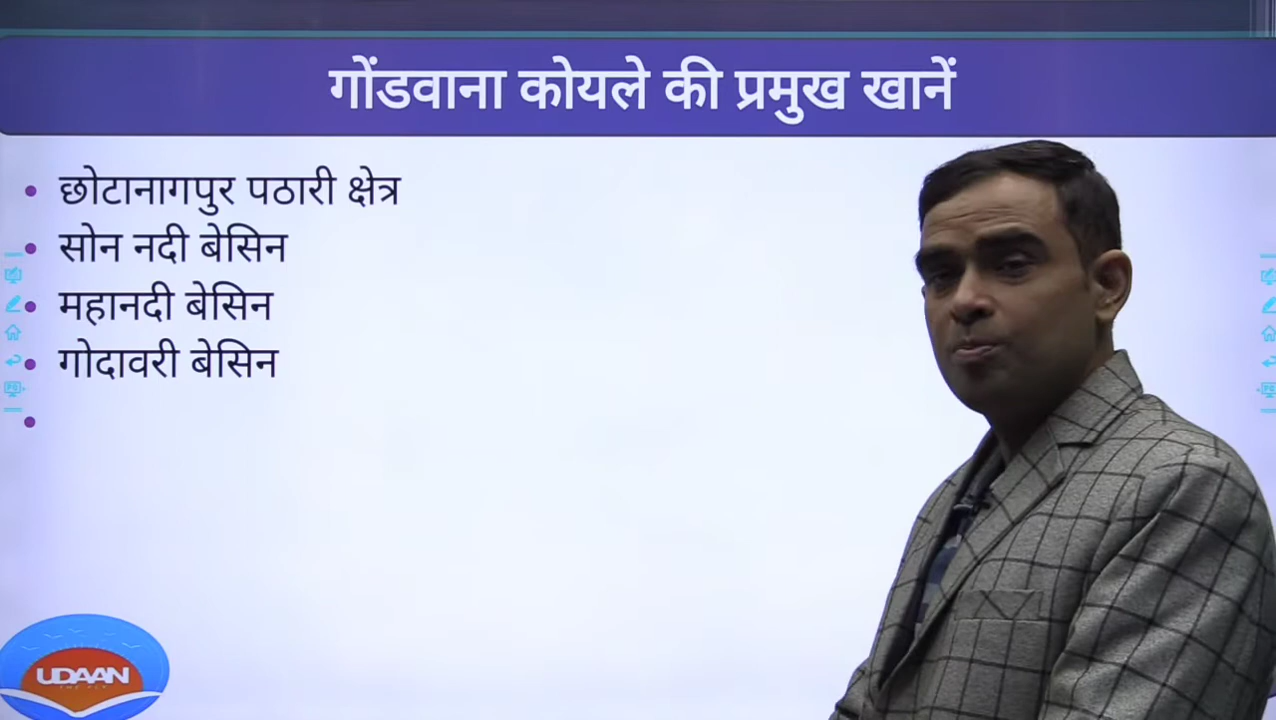 गोंडवाना कोयले की प्रमुख खानें
• छोटानागपुर पठारी क्षेत्र
• सोन नदी बेसिन
• महानदी बेसिन
• गोदावरी बेसिन
•
UDAAN